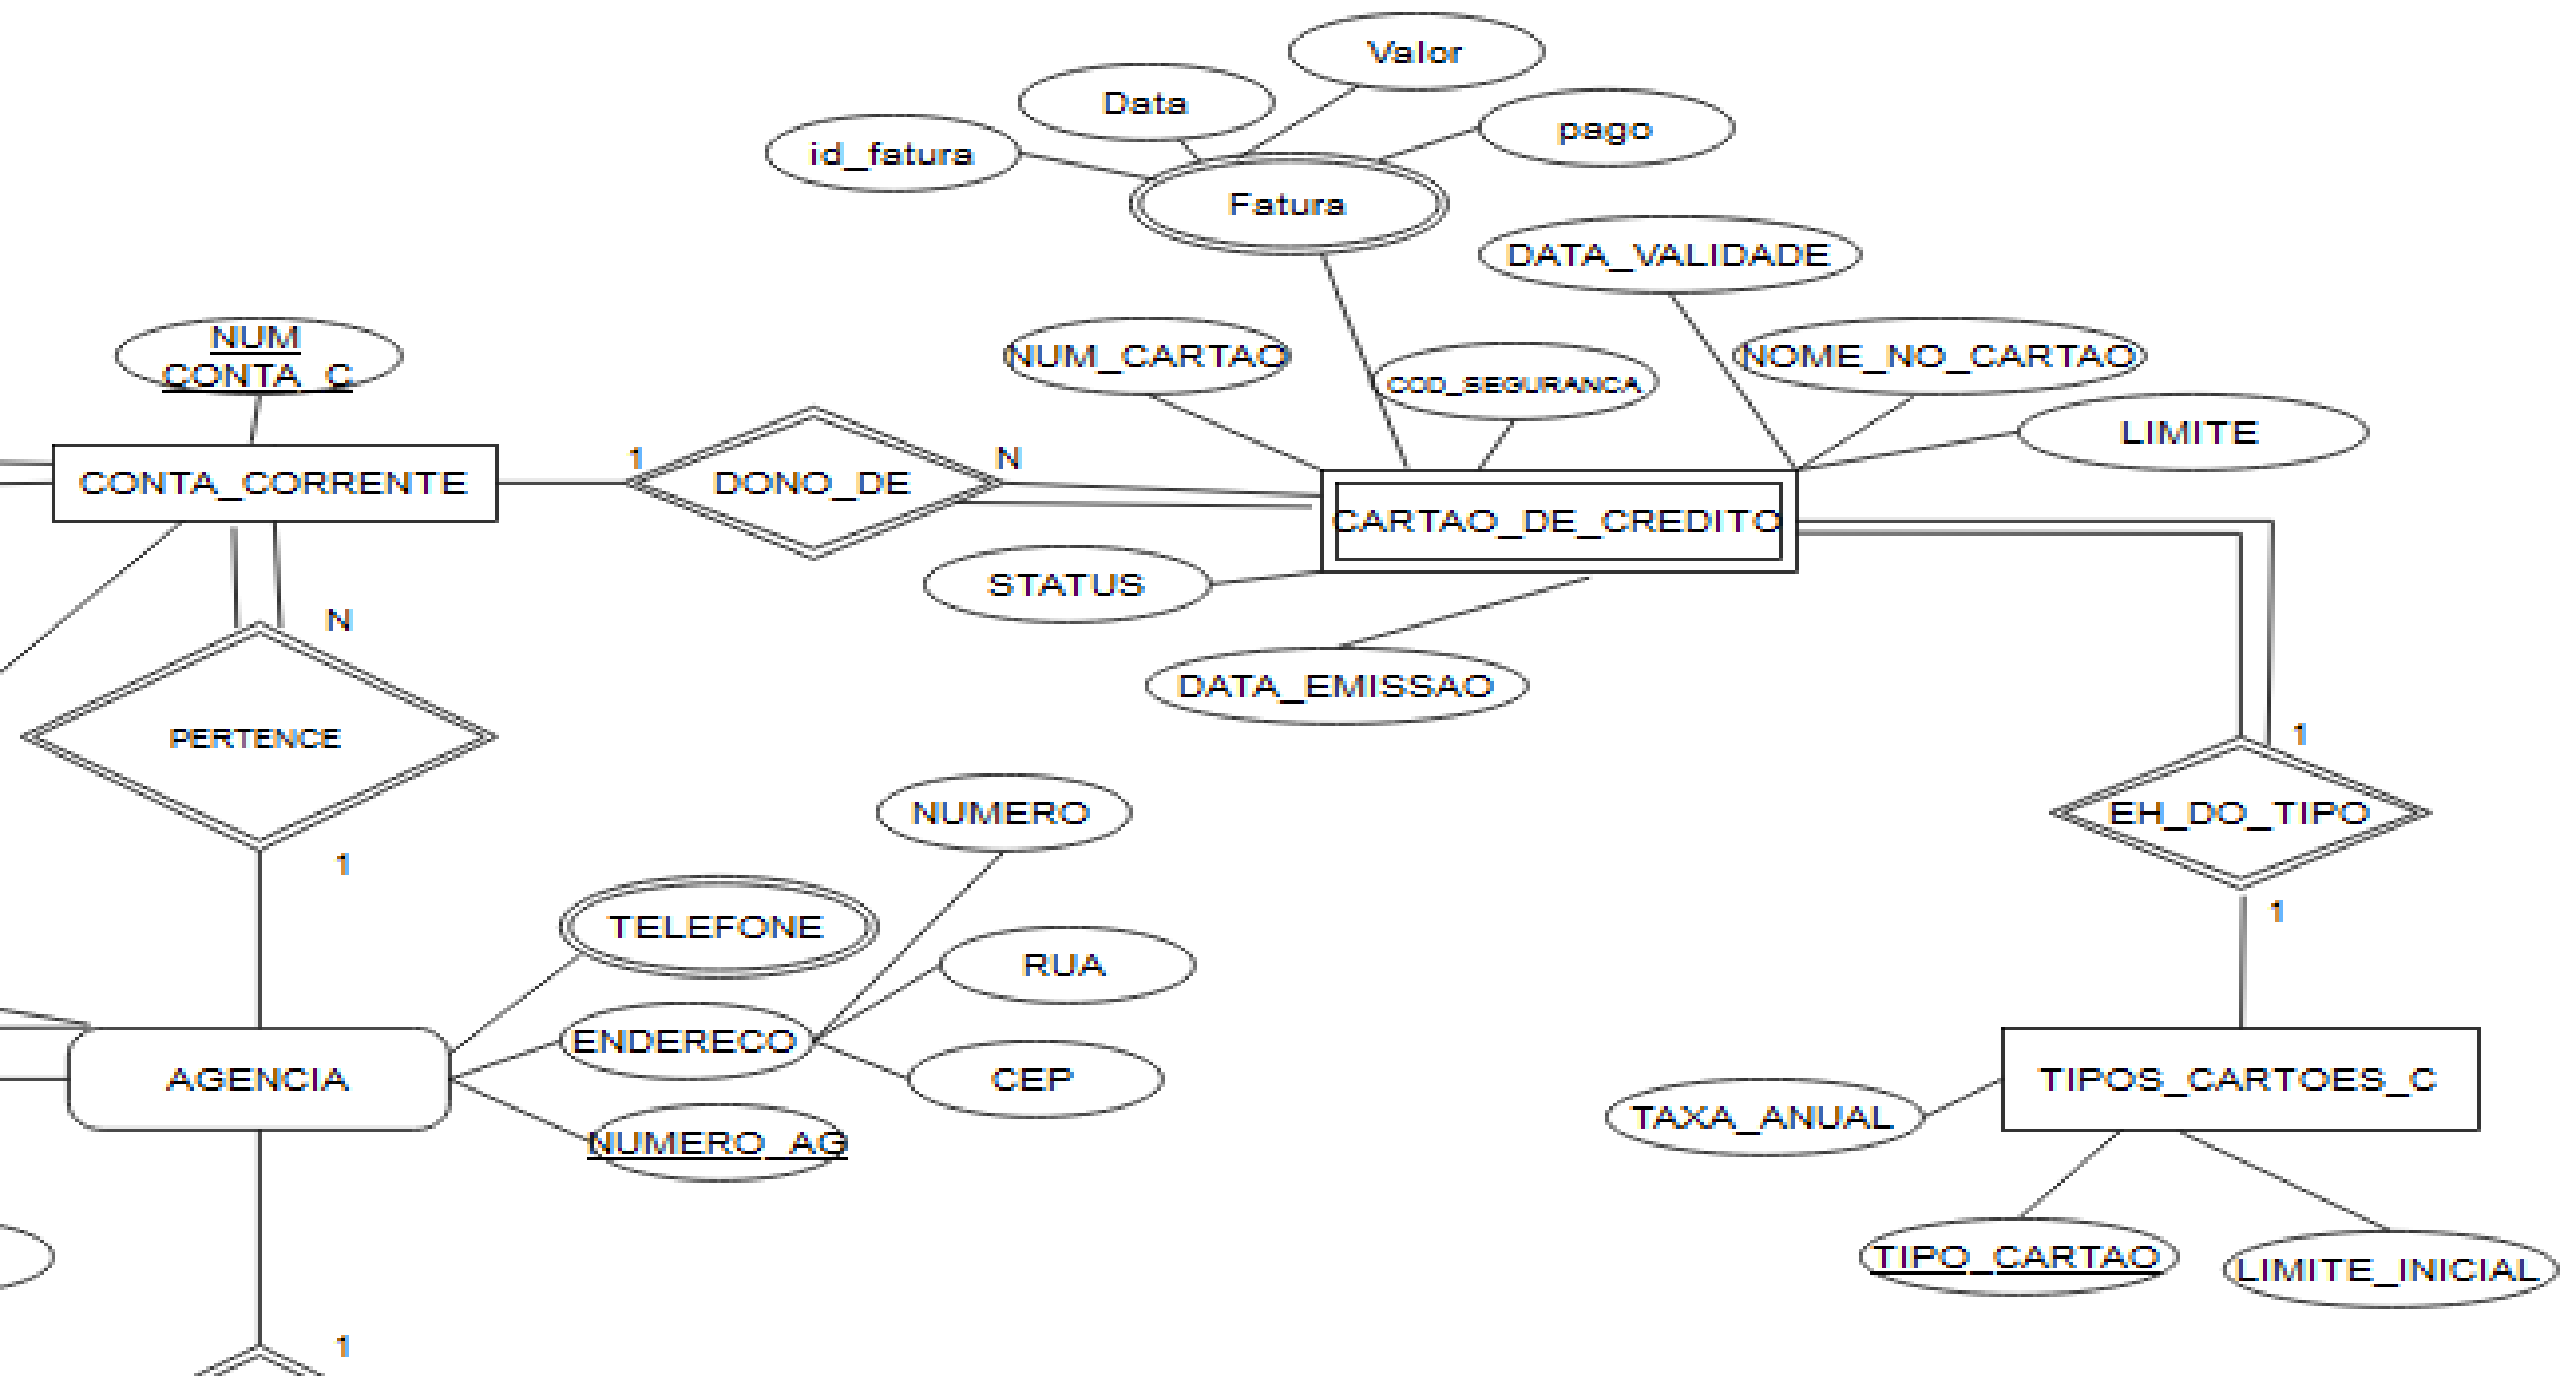 Valor
Data
pago
id_fatura
Fatura
DATA_VALIDADE
NUM
CONTA_C
NUM_CARTAO
COD_SEGURANCA
NOME_NO_CARTAO
LIMITE
CONTA_CORRENTE
1
DONO_DE
N
CARTAO_DE_CREDITO
STATUS
N
DATA_EMISSAO
PERTENCE
1
NUMERO
EH_DO_TIPO
1
1
TELEFONE
RUA
ENDERECO
AGENCIA
CEP
TIPOS_CARTOES_C
TAXA_ANUAL
NUMERO_AG
TIPO_CARTAO
LIMITE_INICIAL
1